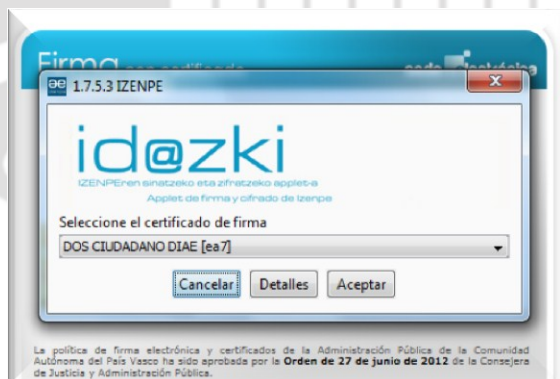 Firma con certificado
1.7.5.3 IZENPE
id@zki
IZENPEren sinatzeko eta zifratzeko applet-a
Applet de firma y cifrado de Izenpe
Seleccione el certificado de firma
DOS CIUDADANO DIAE [ea7]
Cancelar Detalles Aceptar
La política de firma electrónica y certificados de la Administración Pública de la Comunidad
Autónoma del País Vasco ha sido aprobada por la Orden de 27 de junio de 2012 de la Consejera
de Justicia y Administración Pública.